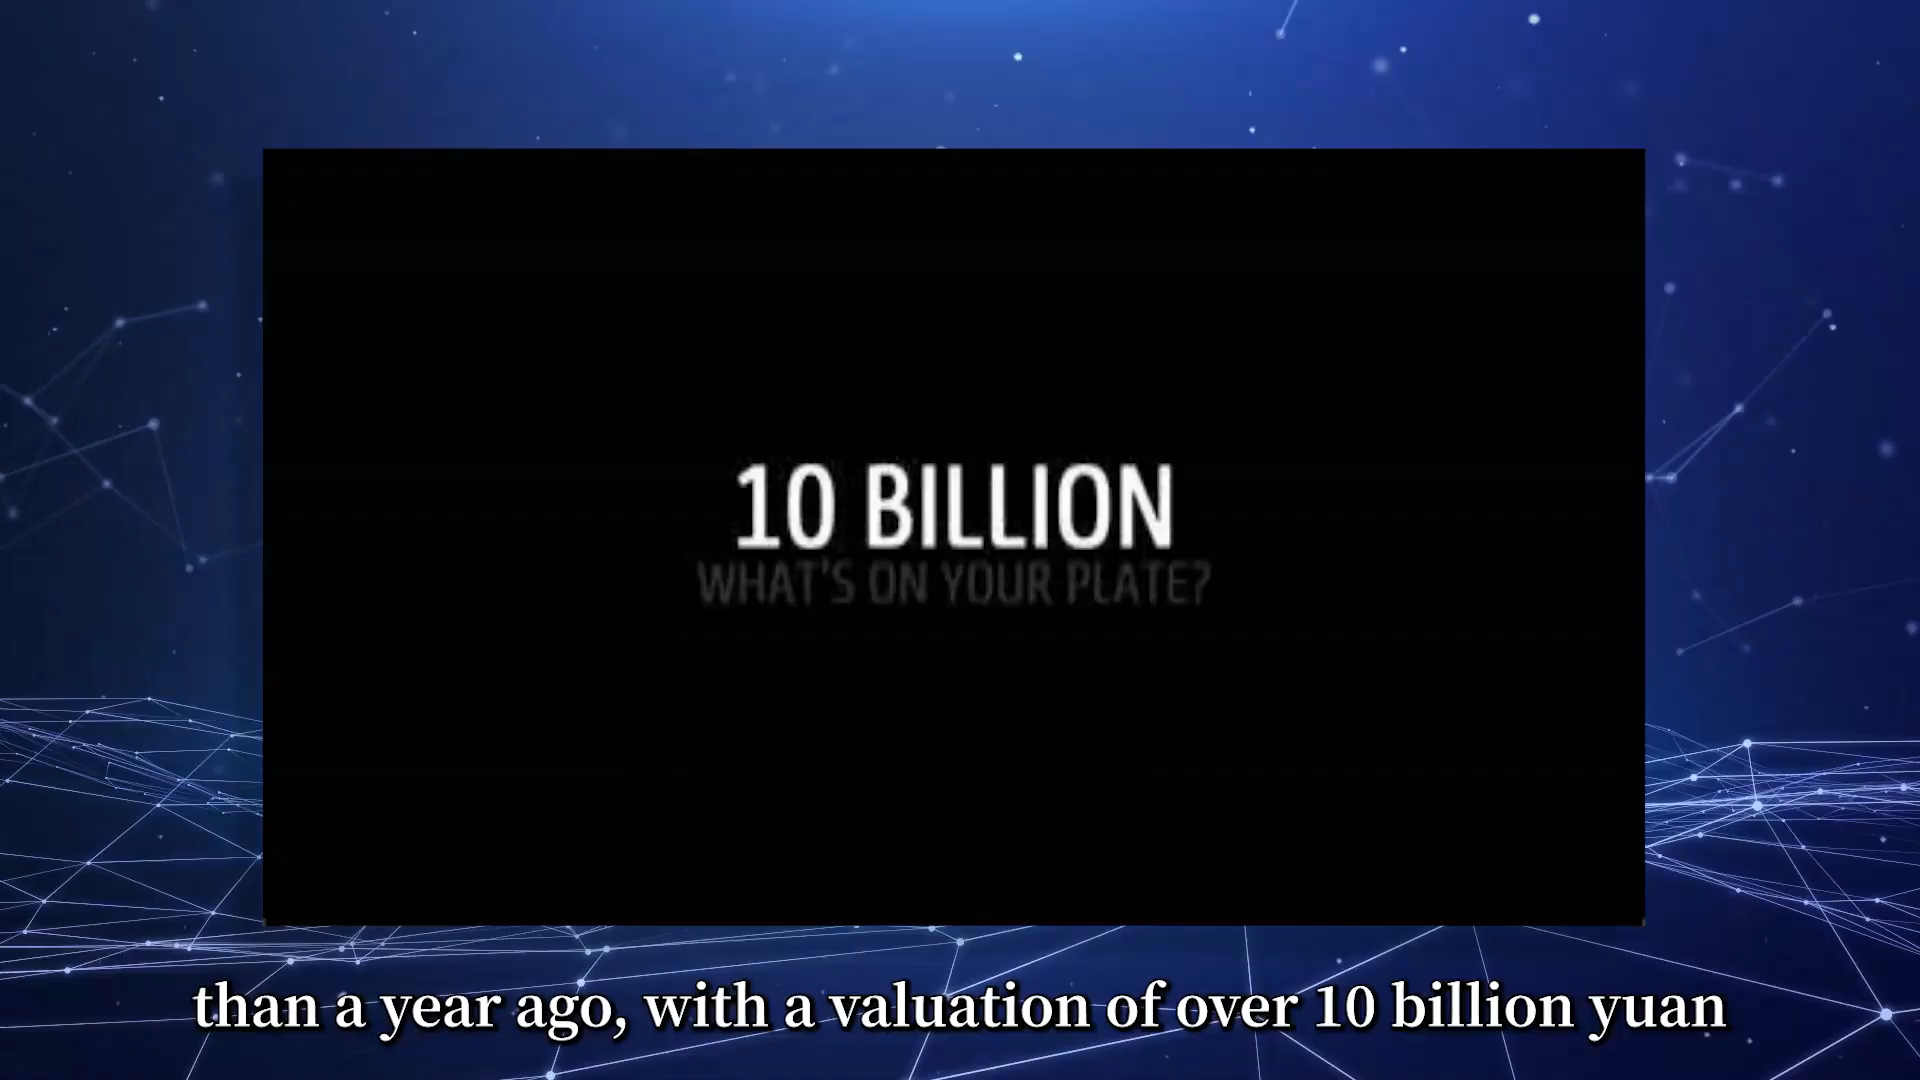 10 BILLION
WHAT'S ON YOUR PLATE?
than a year ago, with a valuation of over 10 billion yuan